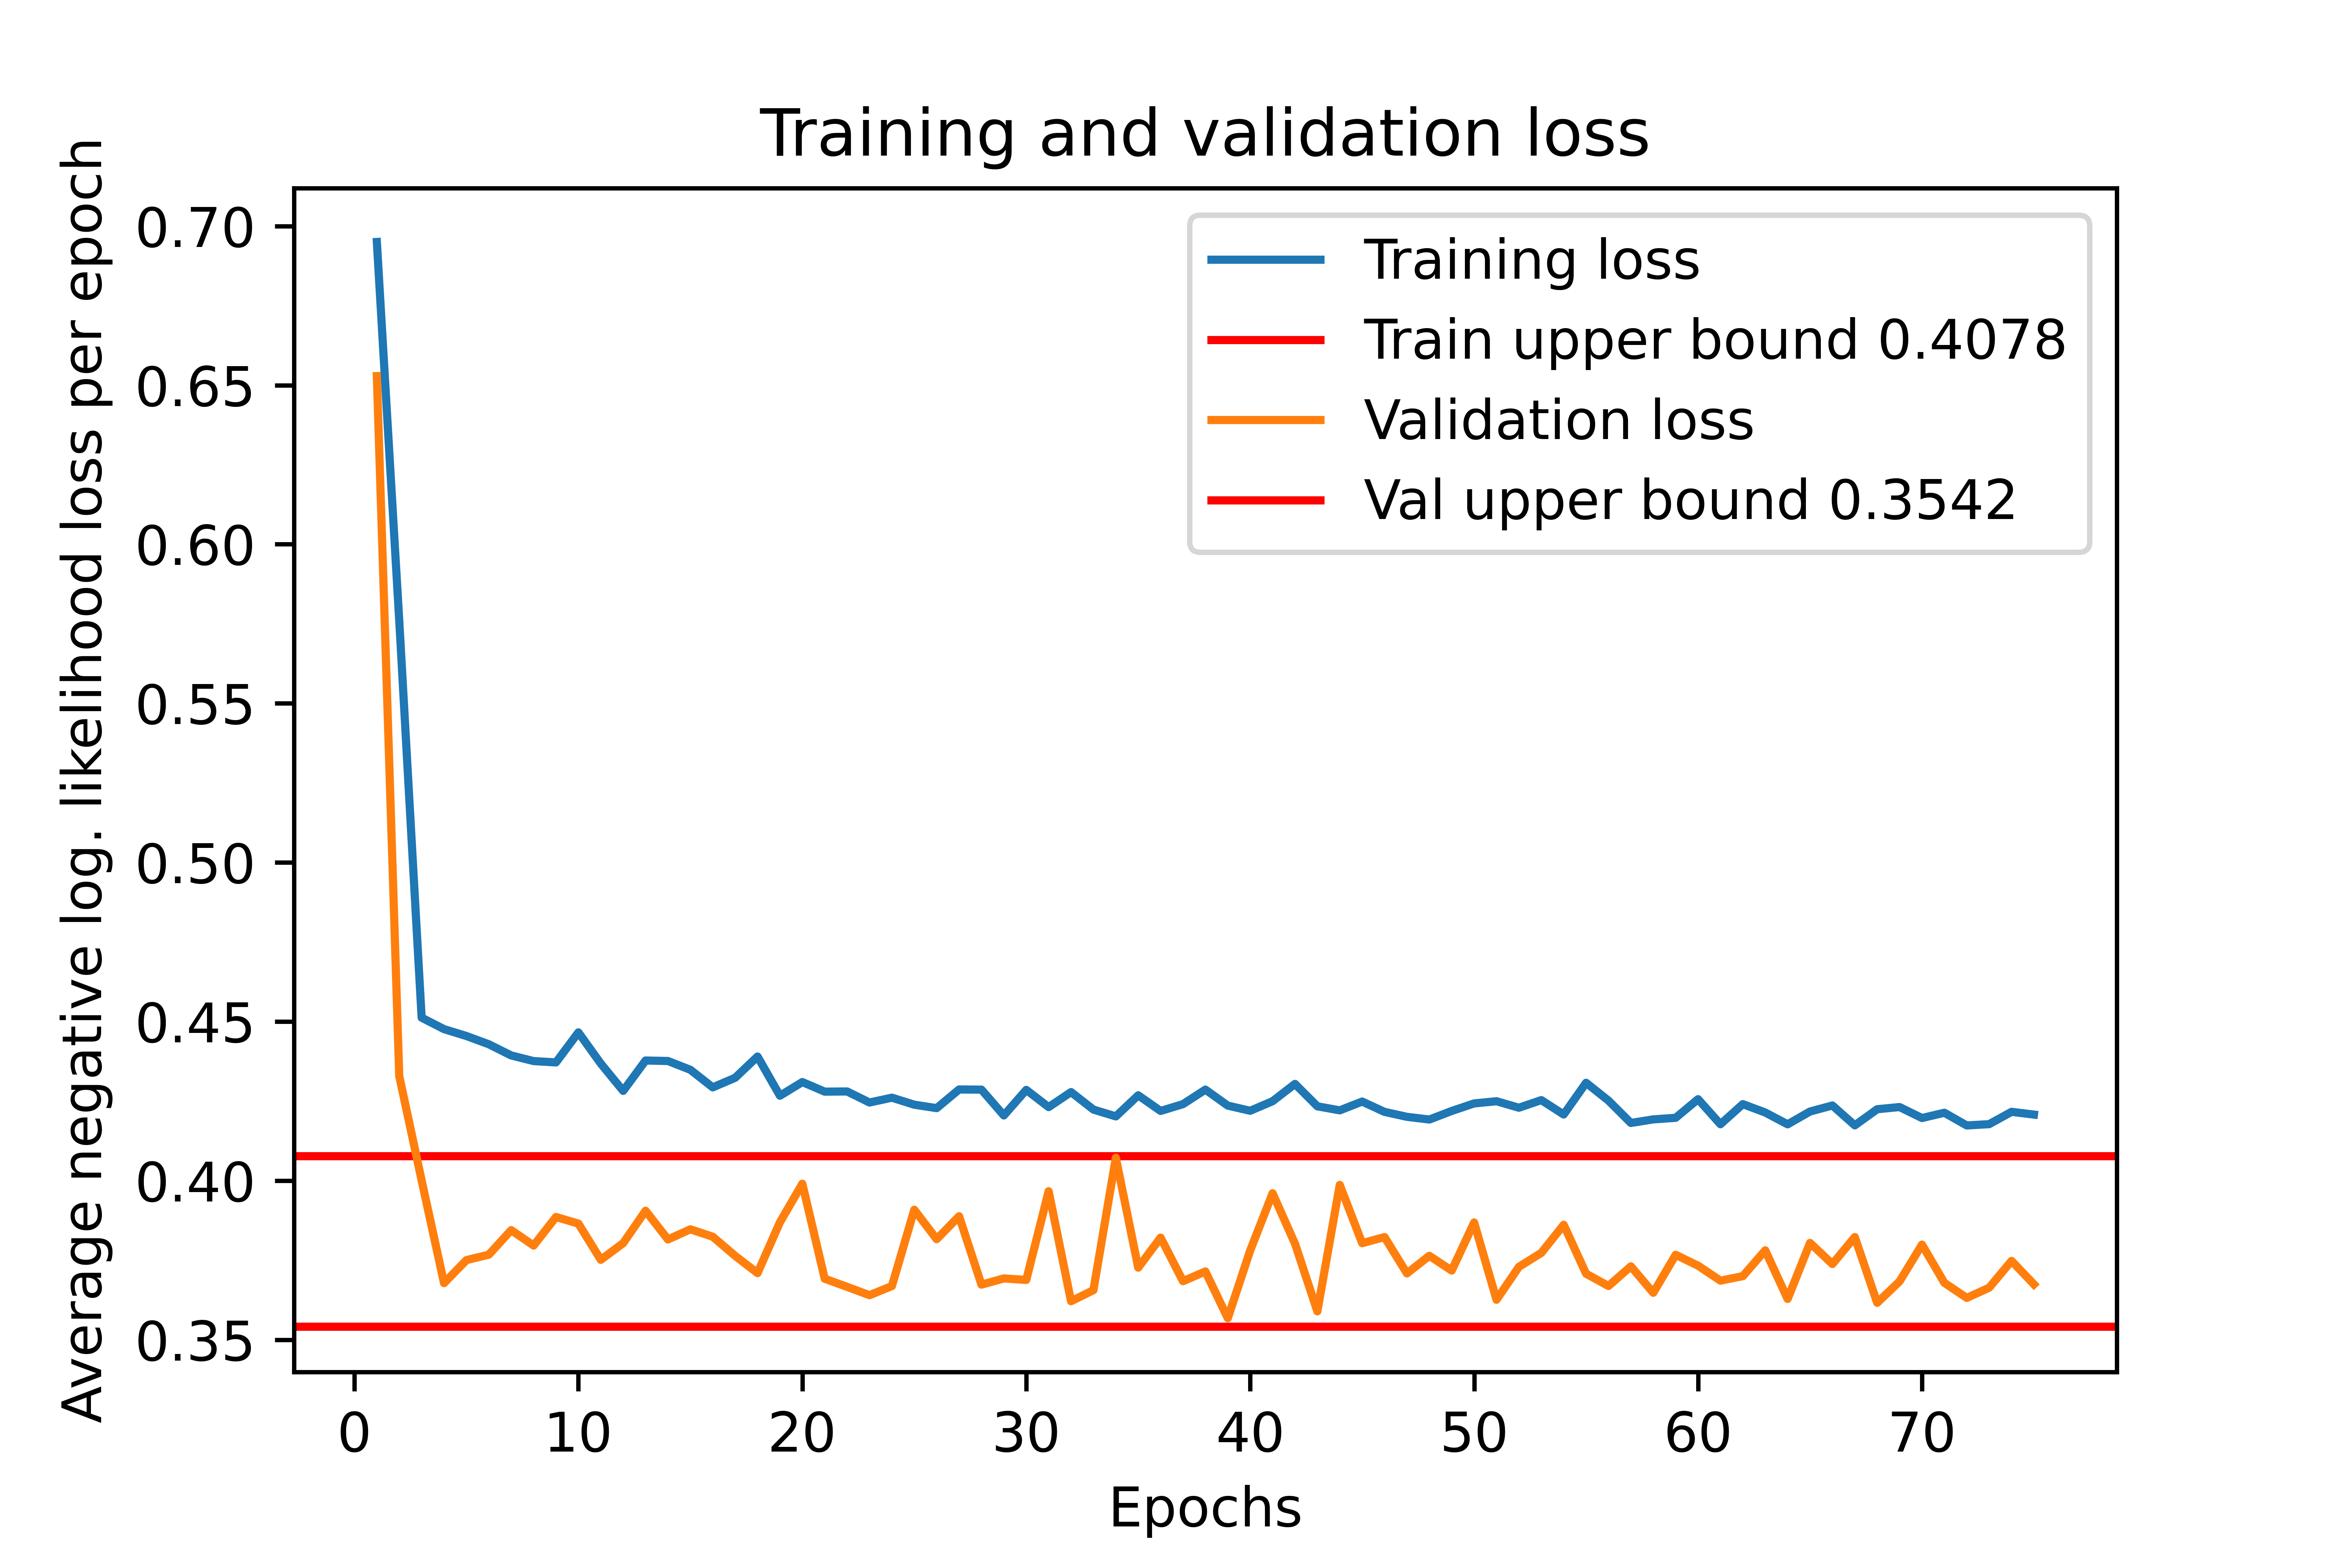 Training and validation loss
Average negative log. likelihood loss per epoch
0.70
0.65
0.60
0.55
0.50
0.45
0.40
0.35
Training loss
Train upper bound 0.4078
Validation loss
Val upper bound 0.3542
0 10 20 30 40 50 60 70
Epochs